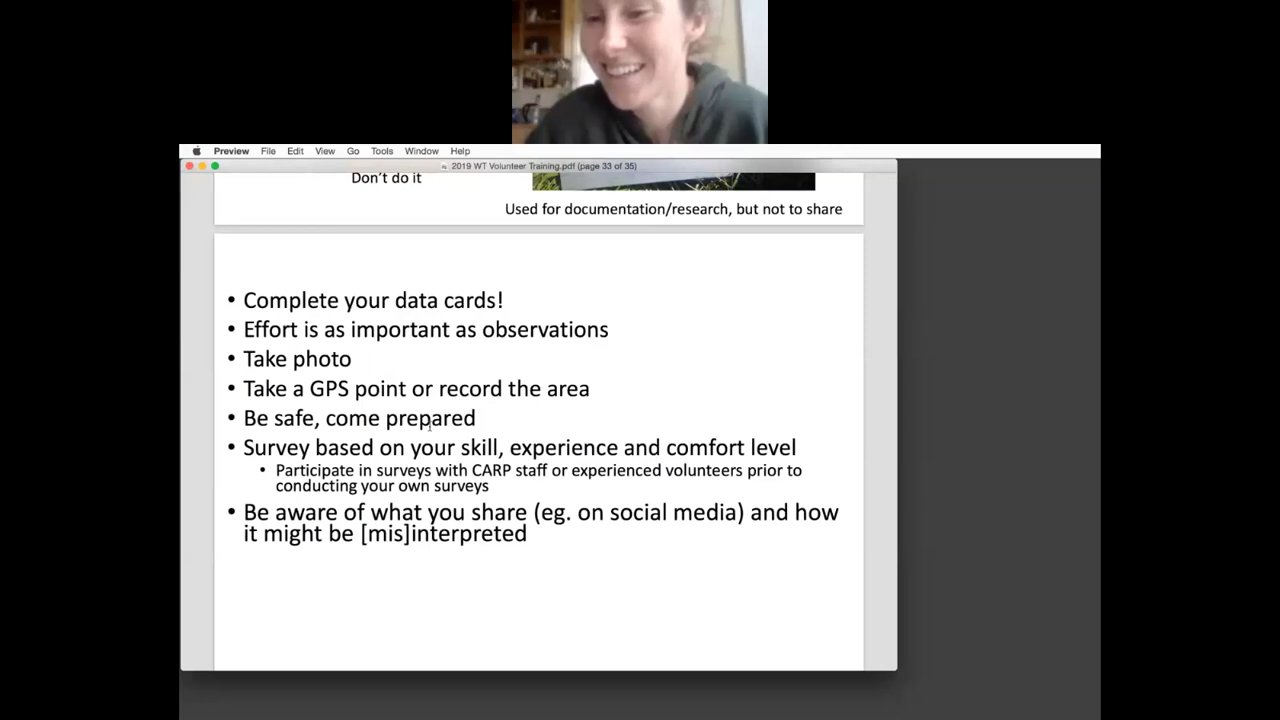 Preview File Edit View Go Tools Window Help
2019 WT Volunteer Training.pdf (page 33 of 35)
Don't do it
Used for documentation/research, but not to share
• Complete your data cards!
• Effort is as important as observations
• Take photo
• Take a GPS point or record the area
• Be safe, come prepared
• Survey based on your skill, experience and comfort level
• Participate in surveys with CARP staff or experienced volunteers prior to
conducting your own surveys
• Be aware of what you share (eg. on social media) and how
it might be [mis]interpreted